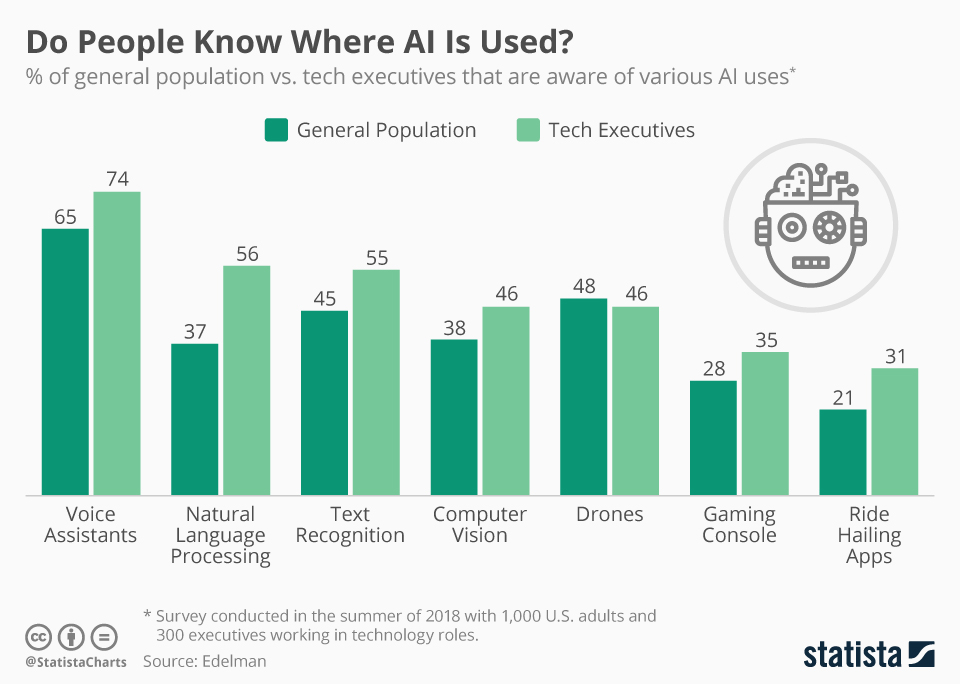 Do People Know Where AI Is Used?
% of general population vs. tech executives that are aware of various AI uses*
General Population
Tech Executives
65
74
37
56
45
55
38
46
48
46
28
35
21
31
Voice
Assistants
Natural
Language
Processing
Text
Recognition
Computer
Vision
Drones
Gaming
Console
Ride
Hailing
Apps
* Survey conducted in the summer of 2018 with 1,000 U.S. adults and
300 executives working in technology roles.
cc
@StatistaCharts
Source: Edelman
statista